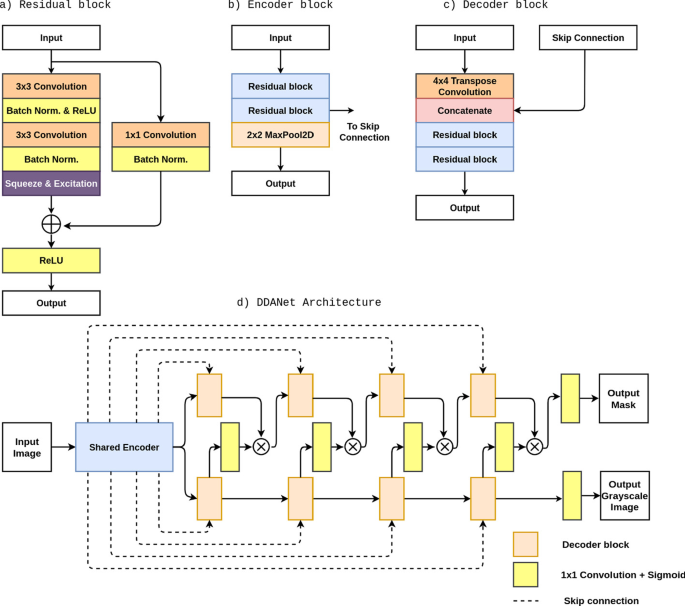 a) Residual block
Input
3x3 Convolution
Batch Norm. & ReLU
3x3 Convolution
Batch Norm.
Squeeze & Excitation
1x1 Convolution
Batch Norm.
ReLU
Output
b) Encoder block
Input
Residual block
Residual block
2x2 MaxPool2D
To Skip
Connection
Output
c) Decoder block
Input
Skip Connection
4x4 Transpose
Convolution
Concatenate
Residual block
Residual block
Output
d) DDANet Architecture
Input
Image
Shared Encoder
Output
Mask
Output
Grayscale
Image
Decoder block
1x1 Convolution + Sigmoid
Skip connection